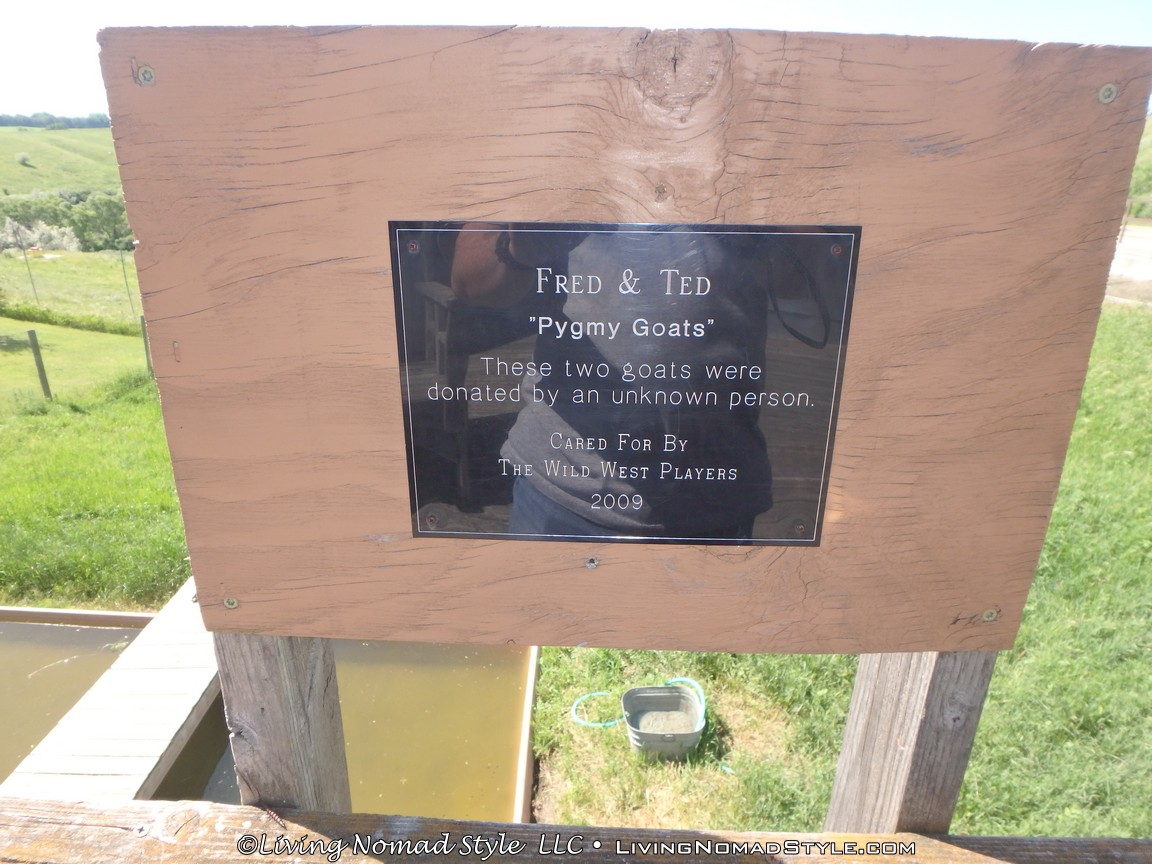 Fred & Ted
"Pygmy Goats"
These two goats were
donated by an unknown person.
Cared For By
The Wild West Players
2009
©Living Nomad Style LLC • LivingNomadStyle.com